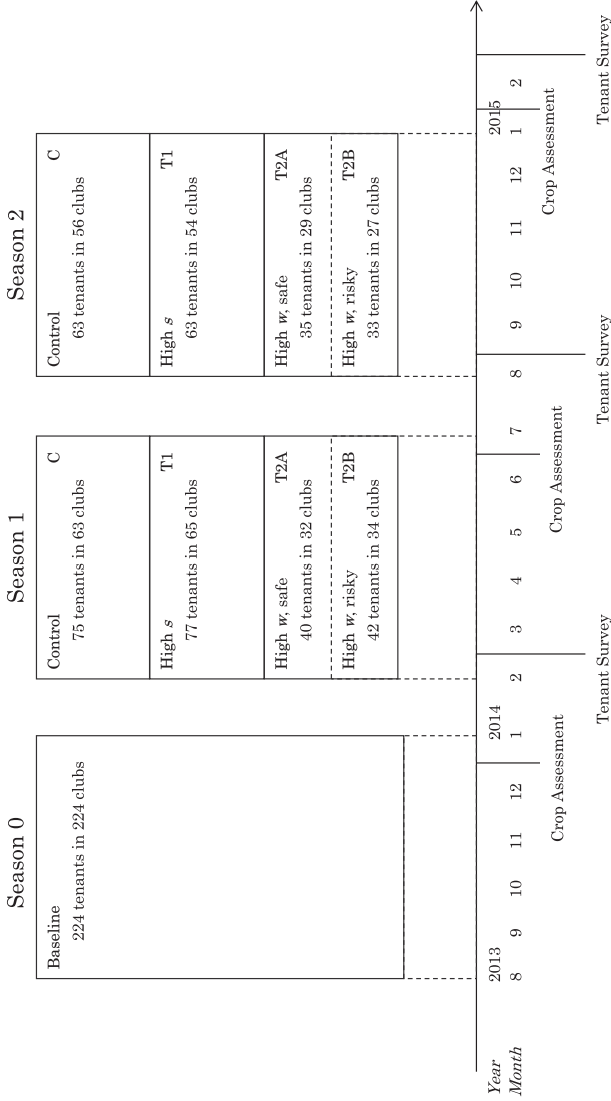 Season 0
Season 1
Season 2
Baseline
224 tenants in 224 clubs
Control
C
75 tenants in 63 clubs
High s
T1
77 tenants in 65 clubs
High w, safe
T2A
40 tenants in 32 clubs
High w, risky
T2B
42 tenants in 34 clubs
Control
C
63 tenants in 56 clubs
High s
T1
63 tenants in 54 clubs
High w, safe
T2A
35 tenants in 29 clubs
High w, risky
T2B
33 tenants in 27 clubs
Year 2013 2014 2015
Month 8 9 10 11 12 1 2 3 4 5 6 7 8 9 10 11 12 1 2
Crop Assessment
Crop Assessment
Crop Assessment
Tenant Survey
Tenant Survey
Tenant Survey